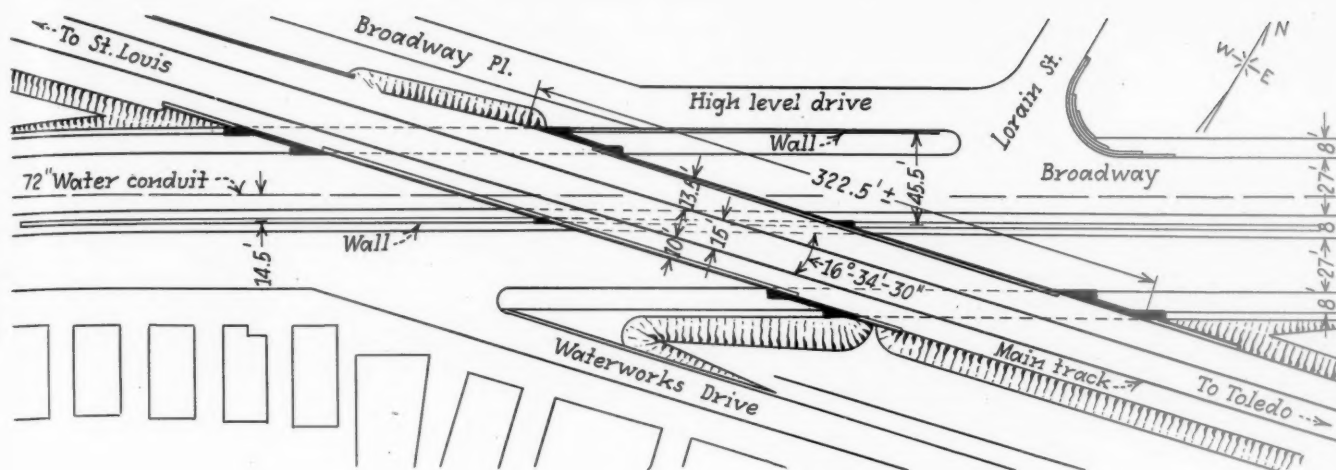 To St. Louis
Broadway Pl.
High level drive
Lorain St.
N
W
E
Wall
45.5'
Broadway
8'
27'
8'
27'
8'
72" Water conduit
322.5'±
13.5'
15'
10'
16°-34'-30"
Wall
14.5'
Waterworks Drive
Main track
To Toledo